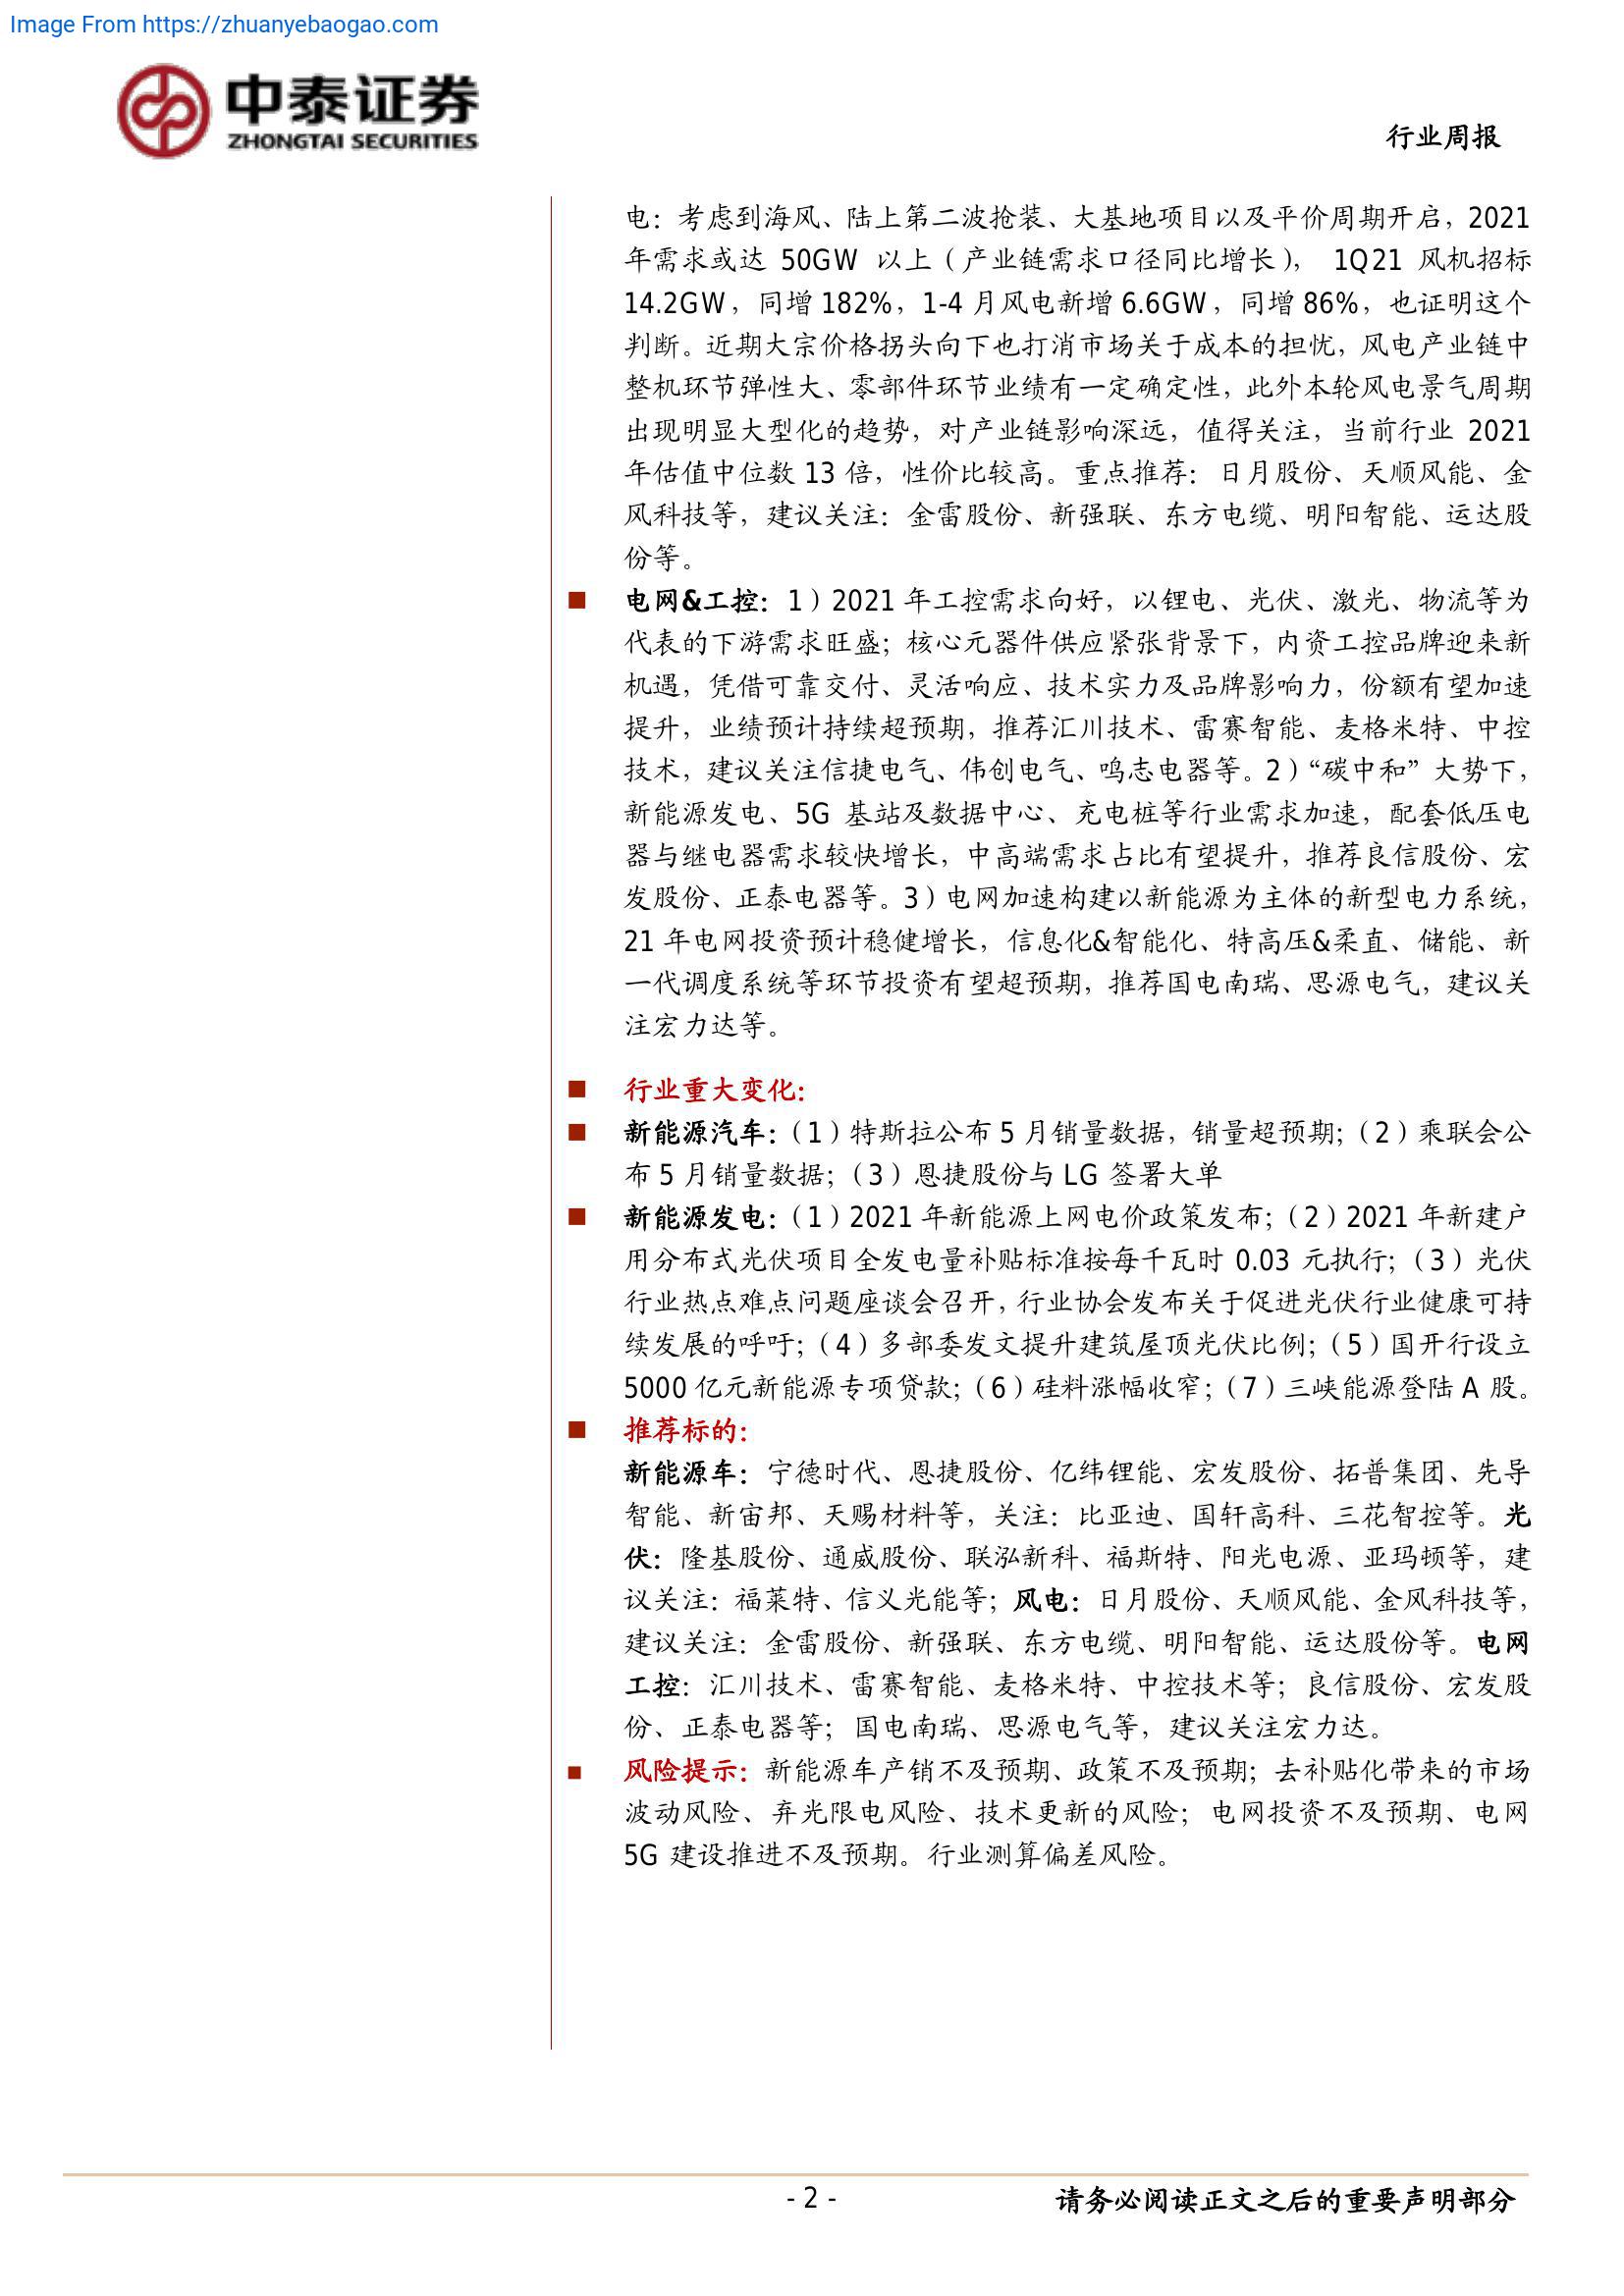 Image From https://zhuanyebaogao.com
中泰证券
ZHONGTAI SECURITIES
行业周报
电：考虑到海风、陆上第二波抢装、大基地项目以及平价周期开启，2021
年需求或达 50GW 以上（产业链需求口径同比增长）， 1Q21 风机招标
14.2GW，同增 182%，1-4 月风电新增 6.6GW，同增 86%，也证明这个
判断。近期大宗价格拐头向下也打消市场关于成本的担忧，风电产业链中
整机环节弹性大、零部件环节业绩有一定确定性，此外本轮风电景气周期
出现明显大型化的趋势，对产业链影响深远，值得关注，当前行业 2021
年估值中位数 13 倍，性价比较高。重点推荐：日月股份、天顺风能、金
风科技等，建议关注：金雷股份、新强联、东方电缆、明阳智能、运达股
份等。
■ 电网&工控：1）2021 年工控需求向好，以锂电、光伏、激光、物流等为
代表的下游需求旺盛；核心元器件供应紧张背景下，内资工控品牌迎来新
机遇，凭借可靠交付、灵活响应、技术实力及品牌影响力，份额有望加速
提升，业绩预计持续超预期，推荐汇川技术、雷赛智能、麦格米特、中控
技术，建议关注信捷电气、伟创电气、鸣志电器等。2）“碳中和”大势下，
新能源发电、5G 基站及数据中心、充电桩等行业需求加速，配套低压电
器与继电器需求较快增长，中高端需求占比有望提升，推荐良信股份、宏
发股份、正泰电器等。3）电网加速构建以新能源为主体的新型电力系统，
21 年电网投资预计稳健增长，信息化&智能化、特高压&柔直、储能、新
一代调度系统等环节投资有望超预期，推荐国电南瑞、思源电气，建议关
注宏力达等。
■ 行业重大变化：
■ 新能源汽车：（1）特斯拉公布 5 月销量数据，销量超预期；（2）乘联会公
布 5 月销量数据；（3）恩捷股份与 LG 签署大单
■ 新能源发电：（1）2021 年新能源上网电价政策发布；（2）2021 年新建户
用分布式光伏项目全发电量补贴标准按每千瓦时 0.03 元执行；（3）光伏
行业热点难点问题座谈会召开，行业协会发布关于促进光伏行业健康可持
续发展的呼吁；（4）多部委发文提升建筑屋顶光伏比例；（5）国开行设立
5000 亿元新能源专项贷款；（6）硅料涨幅收窄；（7）三峡能源登陆 A 股。
■ 推荐标的：
新能源车：宁德时代、恩捷股份、亿纬锂能、宏发股份、拓普集团、先导
智能、新宙邦、天赐材料等，关注：比亚迪、国轩高科、三花智控等。光
伏：隆基股份、通威股份、联泓新科、福斯特、阳光电源、亚玛顿等，建
议关注：福莱特、信义光能等；风电：日月股份、天顺风能、金风科技等，
建议关注：金雷股份、新强联、东方电缆、明阳智能、运达股份等。电网
工控：汇川技术、雷赛智能、麦格米特、中控技术等；良信股份、宏发股
份、正泰电器等；国电南瑞、思源电气等，建议关注宏力达。
■ 风险提示：新能源车产销不及预期、政策不及预期；去补贴化带来的市场
波动风险、弃光限电风险、技术更新的风险；电网投资不及预期、电网
5G 建设推进不及预期。行业测算偏差风险。
- 2 -
请务必阅读正文之后的重要声明部分